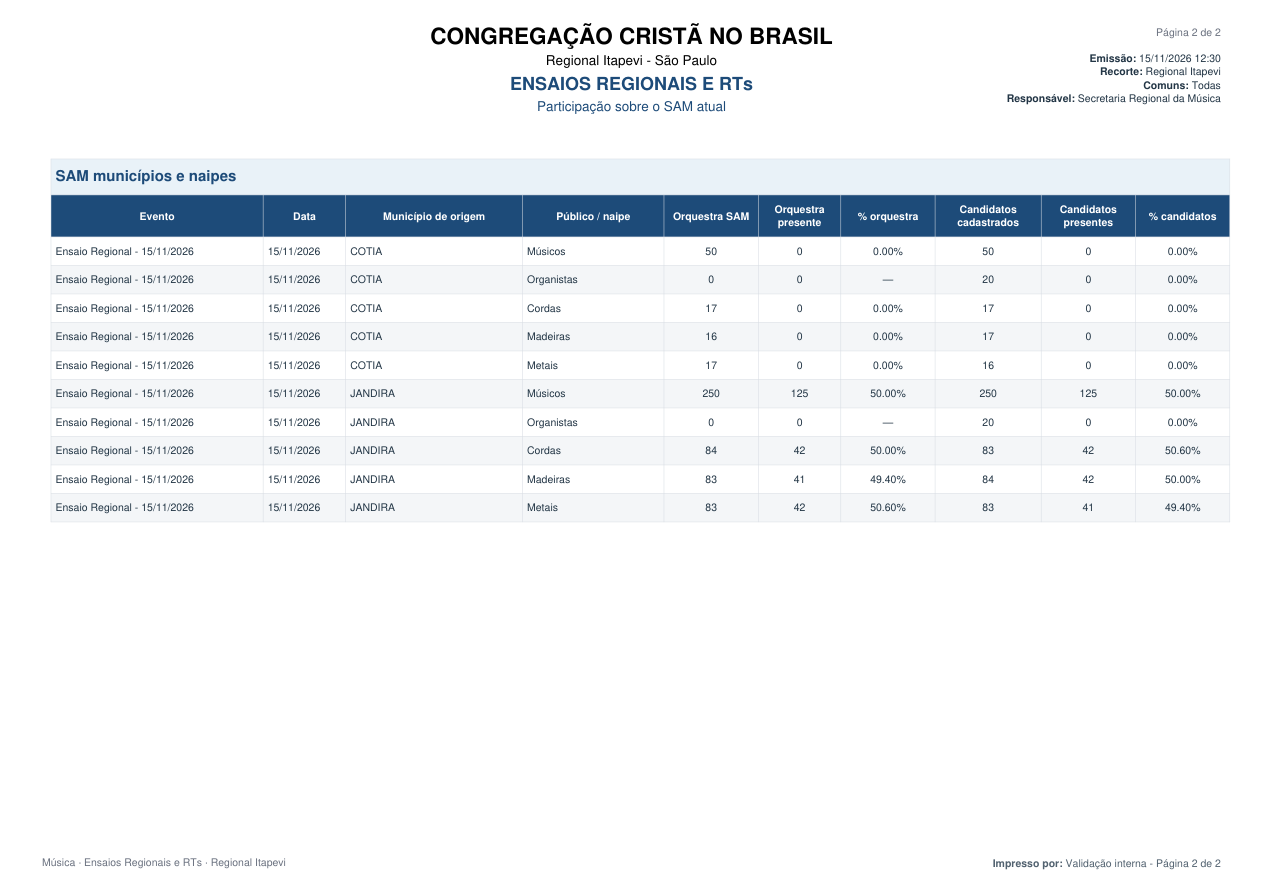 CONGREGAÇÃO CRISTÃ NO BRASIL
Regional Itapevi - São Paulo
ENSAIOS REGIONAIS E RTs
Participação sobre o SAM atual
Página 2 de 2
Emissão: 15/11/2026 12:30
Recorte: Regional Itapevi
Comuns: Todas
Responsável: Secretaria Regional da Música
SAM municípios e naipes
Evento Data Município de origem Público / naipe Orquestra SAM Orquestra presente % orquestra Candidatos cadastrados Candidatos presentes % candidatos
Ensaio Regional - 15/11/2026 15/11/2026 COTIA Músicos 50 0 0.00% 50 0 0.00%
Ensaio Regional - 15/11/2026 15/11/2026 COTIA Organistas 0 0 — 20 0 0.00%
Ensaio Regional - 15/11/2026 15/11/2026 COTIA Cordas 17 0 0.00% 17 0 0.00%
Ensaio Regional - 15/11/2026 15/11/2026 COTIA Madeiras 16 0 0.00% 17 0 0.00%
Ensaio Regional - 15/11/2026 15/11/2026 COTIA Metais 17 0 0.00% 16 0 0.00%
Ensaio Regional - 15/11/2026 15/11/2026 JANDIRA Músicos 250 125 50.00% 250 125 50.00%
Ensaio Regional - 15/11/2026 15/11/2026 JANDIRA Organistas 0 0 — 20 0 0.00%
Ensaio Regional - 15/11/2026 15/11/2026 JANDIRA Cordas 84 42 50.00% 83 42 50.60%
Ensaio Regional - 15/11/2026 15/11/2026 JANDIRA Madeiras 83 41 49.40% 84 42 50.00%
Ensaio Regional - 15/11/2026 15/11/2026 JANDIRA Metais 83 42 50.60% 83 41 49.40%
Música · Ensaios Regionais e RTs · Regional Itapevi
Impresso por: Validação interna - Página 2 de 2